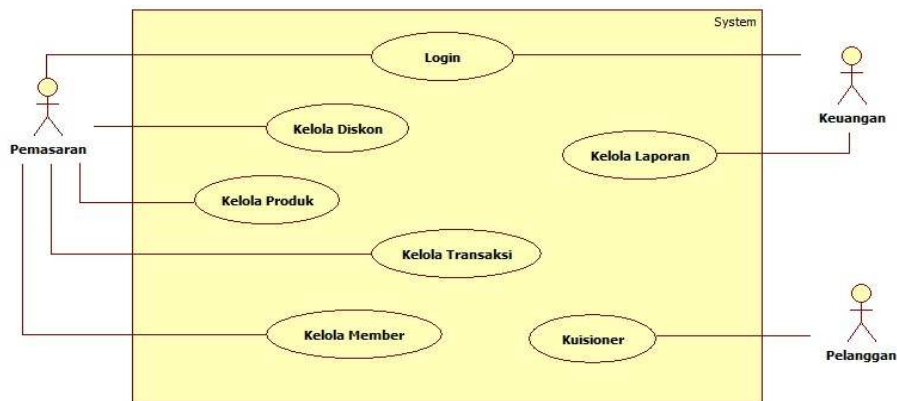 System
Login
Keuangan
Kelola Diskon
Pemasaran
Kelola Laporan
Kelola Produk
Kelola Transaksi
Kelola Member
Kuisioner
Pelanggan